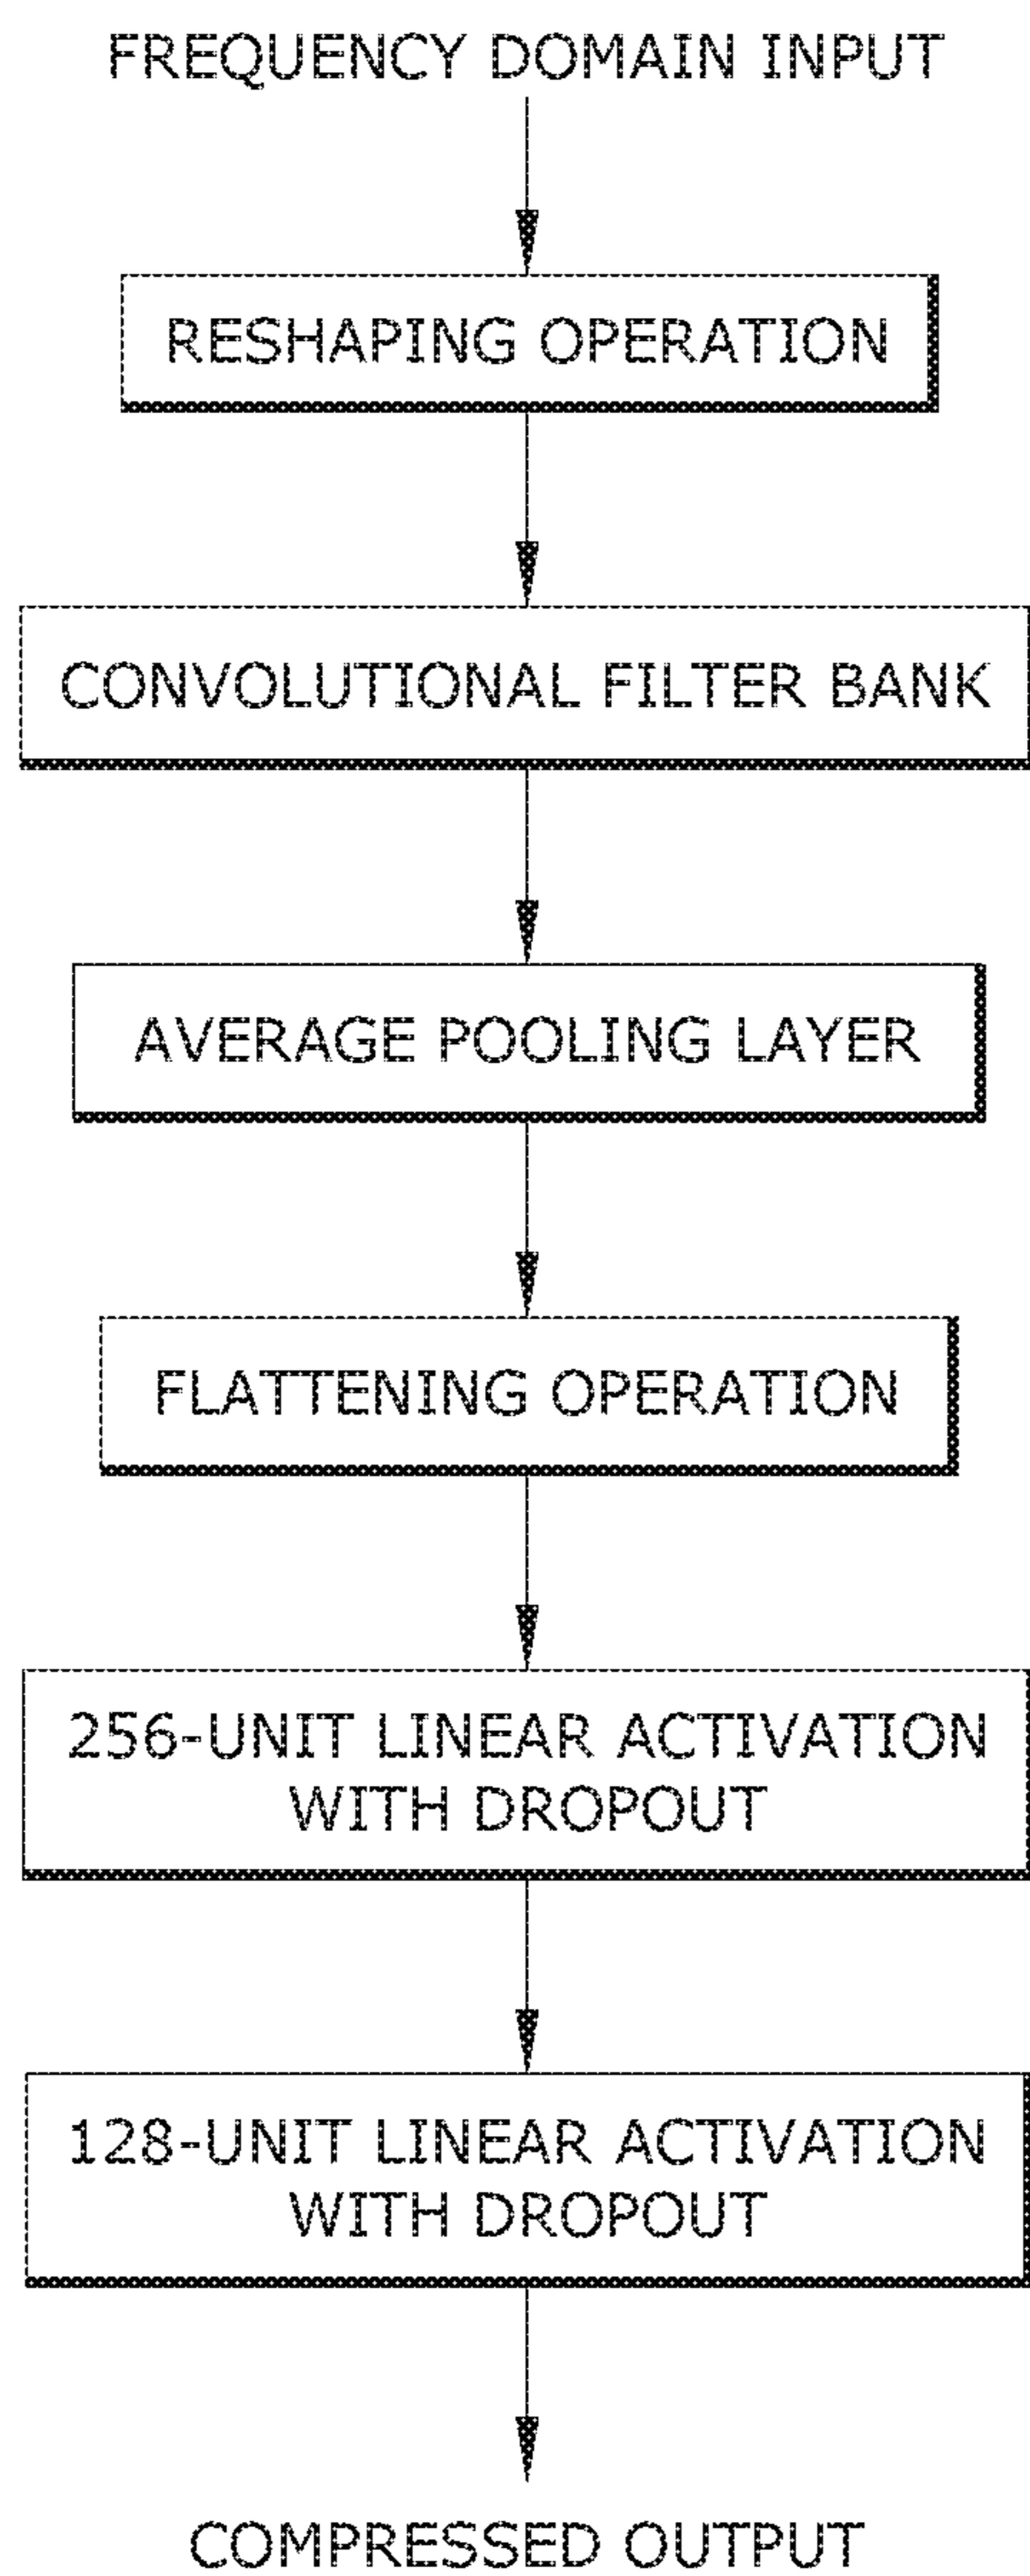 FREQUENCY DOMAIN INPUT
RESHAPING OPERATION
CONVOLUTIONAL FILTER BANK
AVERAGE POOLING LAYER
FLATTENING OPERATION
256-UNIT LINEAR ACTIVATION
WITH DROPOUT
128-UNIT LINEAR ACTIVATION
WITH DROPOUT
COMPRESSED OUTPUT